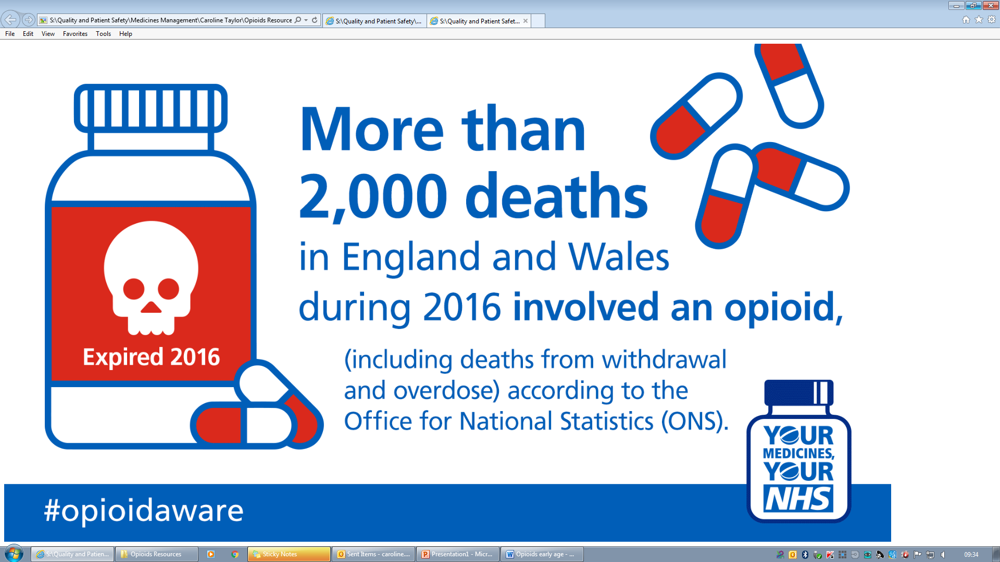 S:\Quality and Patient Safety\Medicines Management\Caroline Taylor\Opioids Resource
S:\Quality and Patient Safety\...
S:\Quality and Patient Safet...
File Edit View Favorites Tools Help
More than
2,000 deaths
in England and Wales
during 2016 involved an opioid,
(including deaths from withdrawal
and overdose) according to the
Office for National Statistics (ONS).
Expired 2016
YOUR
MEDICINES,
YOUR
NHS
#opioidaware
S:\Quality and Patien...
Opioids Resources
Sticky Notes
Sent Items - caroline....
Presentation1 - Micr...
Opioids early age - ...
09:34